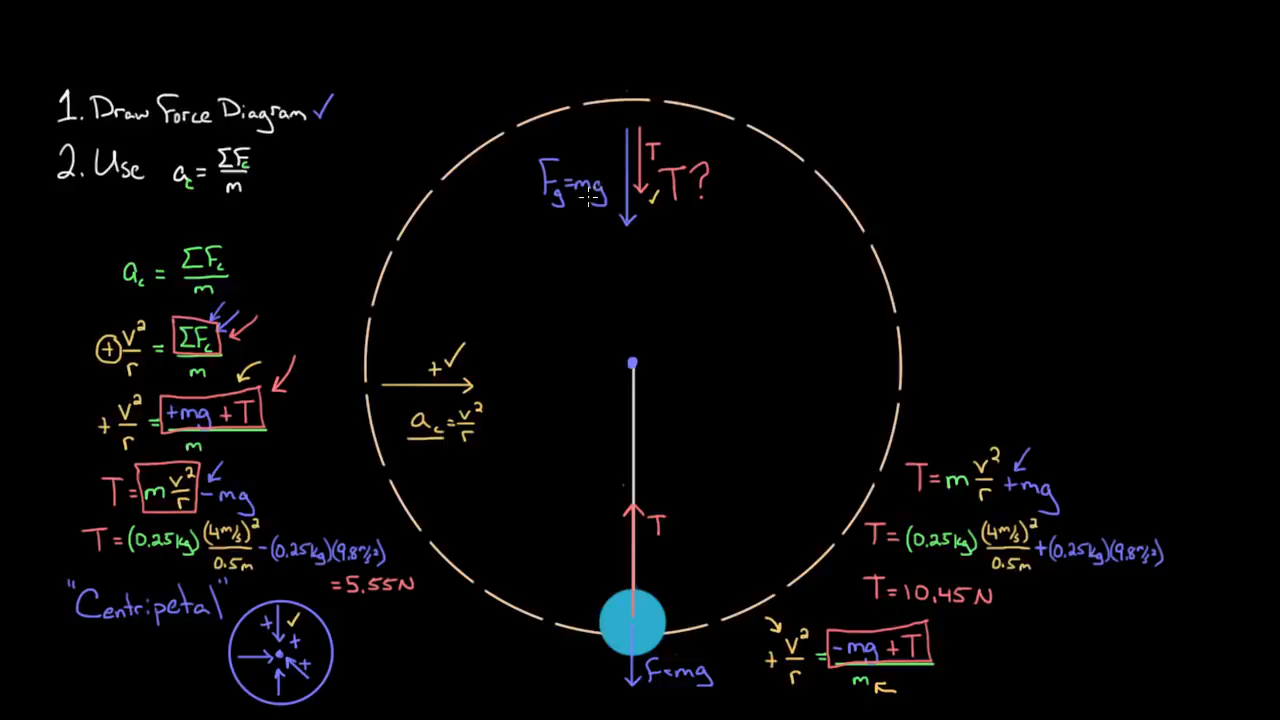 1. Draw Force Diagram ✓
2. Use a_c = ΣF_c / m
a_c = ΣF_c / m
+ v² / r = ΣF_c / m
+ v² / r = +mg + T / m
T = m v² / r - mg
T = (0.25kg) (4m/s)² / 0.5m - (0.25kg)(9.8m/s²)
= 5.55N
"Centripetal"
+ ✓
+
+
F_g = mg
T
✓ T?
+ ✓
a_c = v² / r
T
F=mg
T = m v² / r + mg
T = (0.25kg) (4m/s)² / 0.5m + (0.25kg)(9.8m/s²)
T = 10.45N
+ v² / r = -mg + T / m